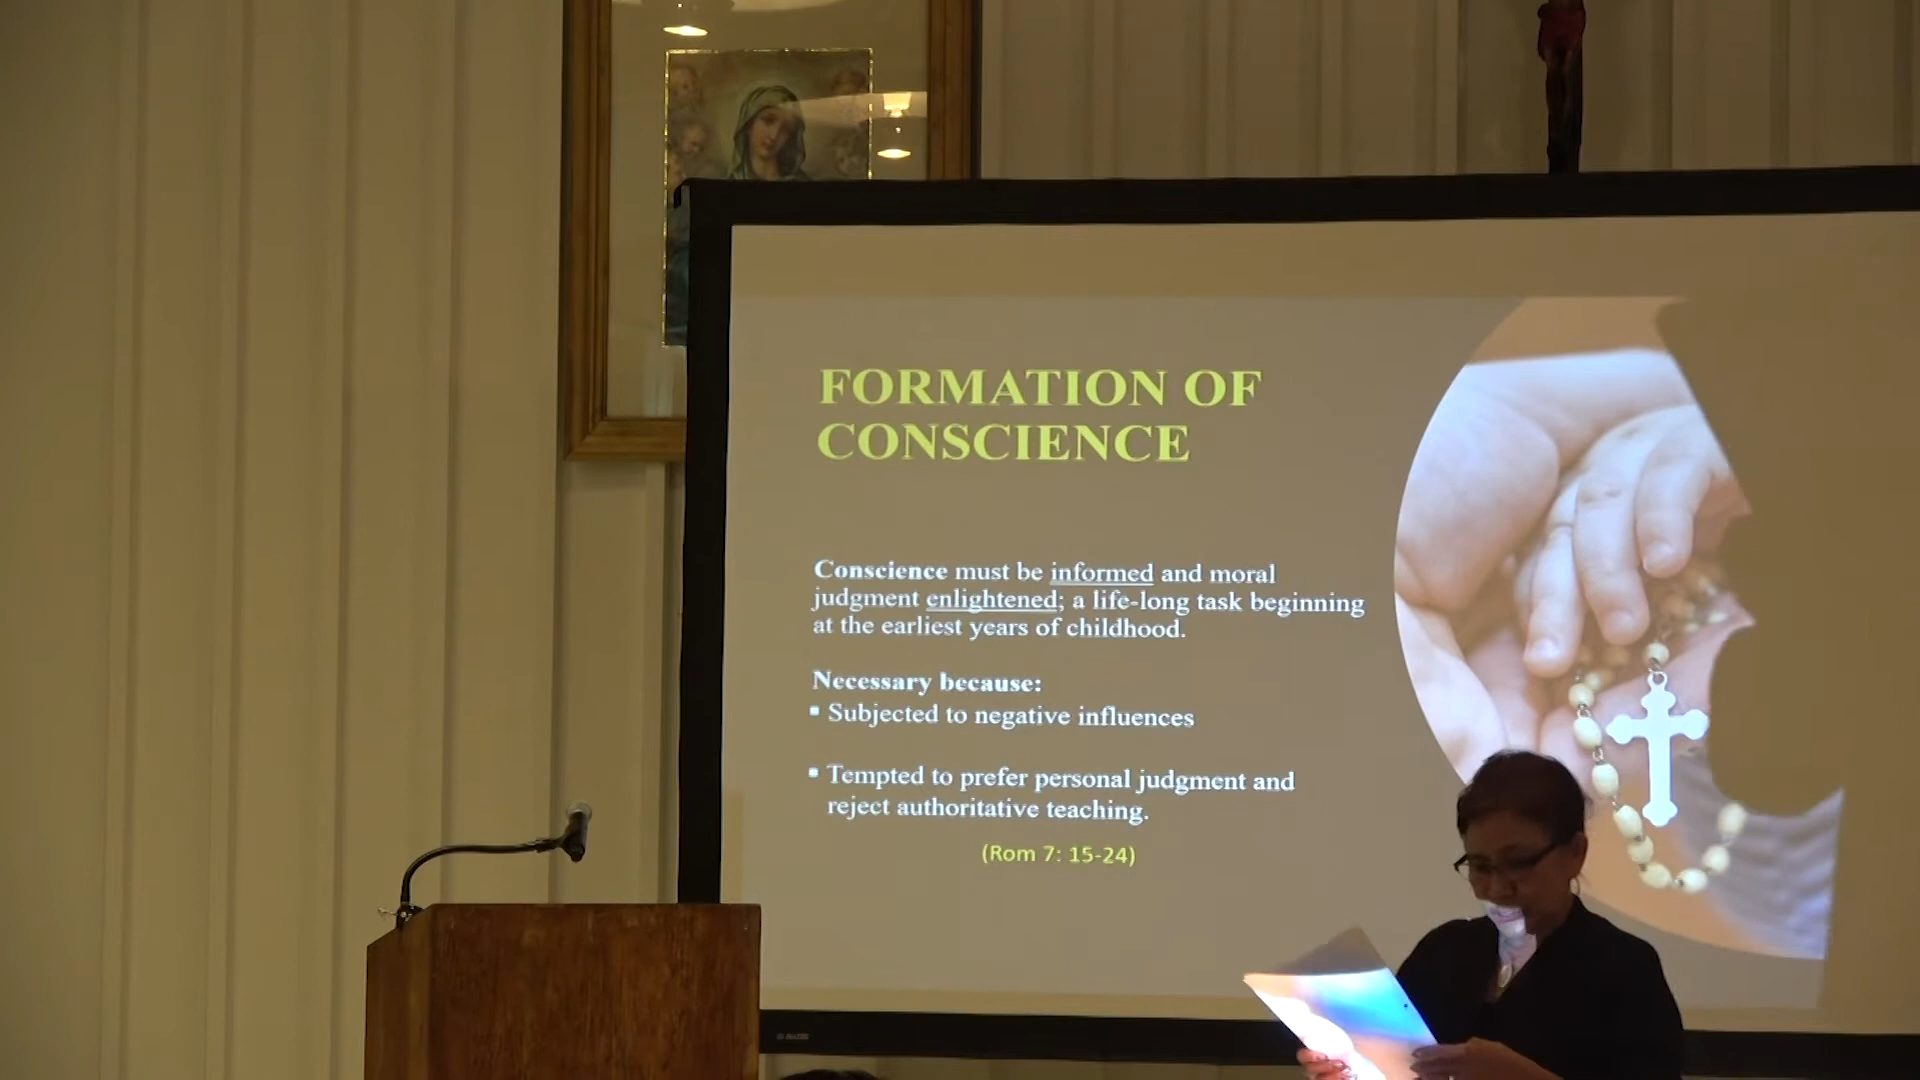 FORMATION OF
CONSCIENCE
Conscience must be informed and moral
judgment enlightened; a life-long task beginning
at the earliest years of childhood.
Necessary because:
▪ Subjected to negative influences
▪ Tempted to prefer personal judgment and
reject authoritative teaching.
(Rom 7: 15-24)